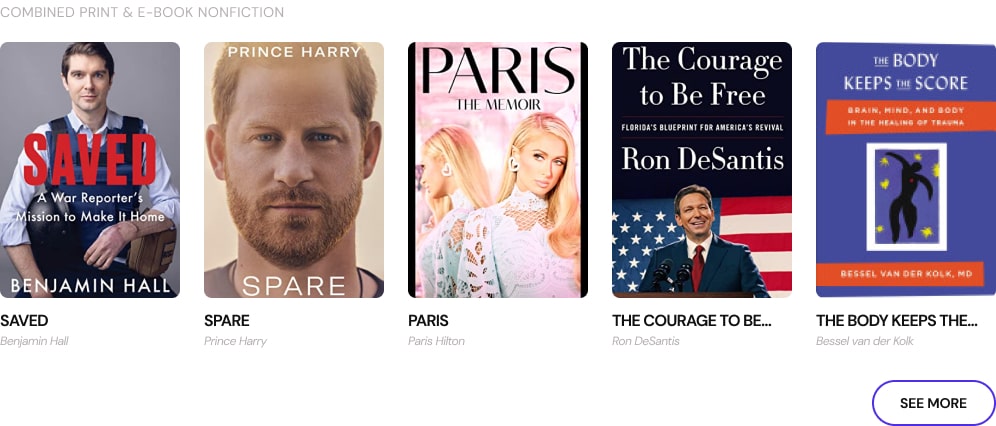 COMBINED PRINT & E-BOOK NONFICTION
SAVED
A War Reporter's
Mission to Make It Home
BENJAMIN HALL
PRINCE HARRY
SPARE
PARIS
THE MEMOIR
The Courage
to Be Free
FLORIDA'S BLUEPRINT FOR AMERICA'S REVIVAL
Ron DeSantis
THE BODY
KEEPS THE SCORE
BRAIN, MIND, AND BODY
IN THE HEALING OF TRAUMA
BESSEL VAN DER KOLK, MD
SAVED
Benjamin Hall
SPARE
Prince Harry
PARIS
Paris Hilton
THE COURAGE TO BE...
Ron DeSantis
THE BODY KEEPS THE...
Bessel van der Kolk
SEE MORE